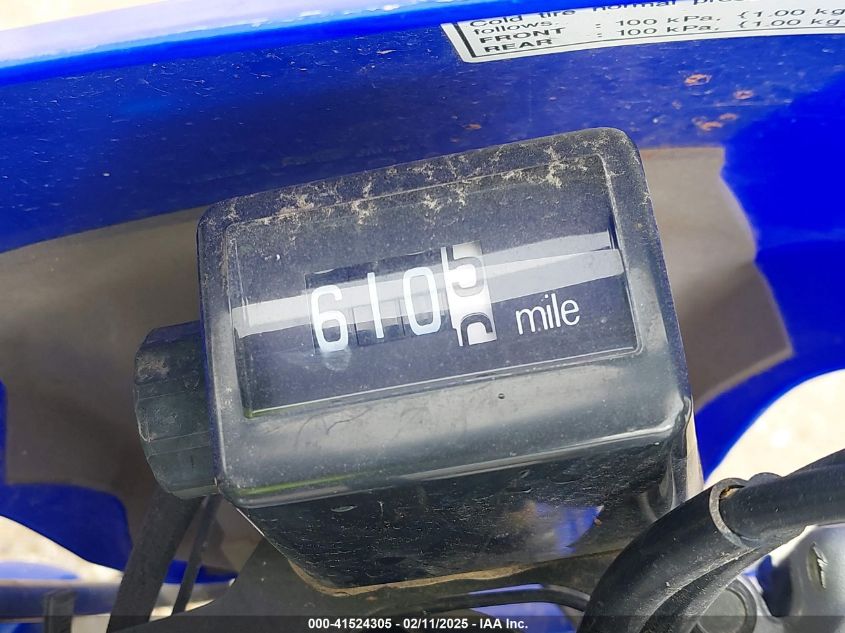 Cold tire normal
follows. : 100 kPa, {1.00 kg
FRONT : 100 kPa, {1.00 kg
REAR
6105 mile
000-41524305 - 02/11/2025 - IAA Inc.